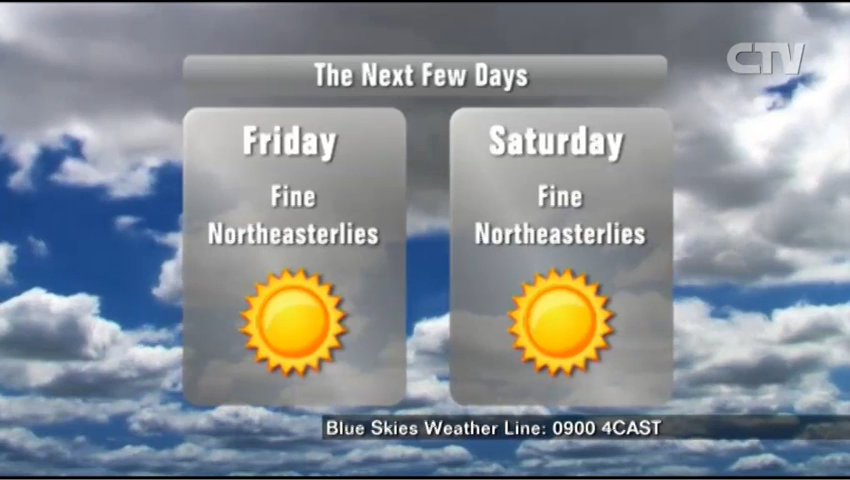 CTV
The Next Few Days
Friday
Fine
Northeasterlies
Saturday
Fine
Northeasterlies
Blue Skies Weather Line: 0900 4CAST